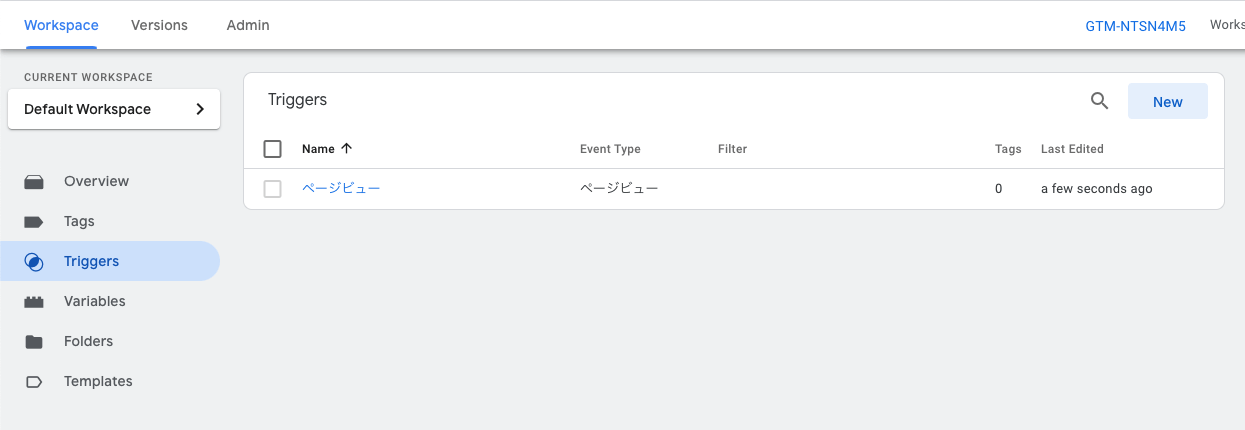 Workspace Versions Admin GTM-NTSN4M5 Works
CURRENT WORKSPACE
Default Workspace
Overview
Tags
Triggers
Variables
Folders
Templates
Triggers New
Name Event Type Filter Tags Last Edited
ページビュー ページビュー 0 a few seconds ago